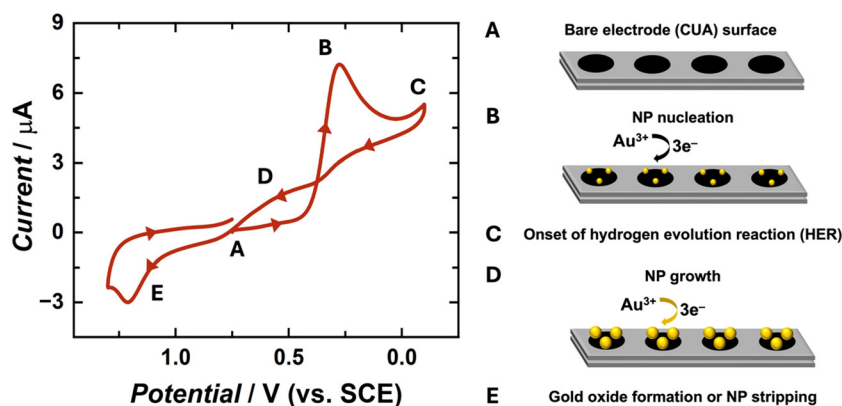 9
6
3
0
−3
Current / μA
1.0
0.5
0.0
Potential / V (vs. SCE)
A
B
C
D
E
A
Bare electrode (CUA) surface
B
NP nucleation
Au³⁺
3e⁻
C
Onset of hydrogen evolution reaction (HER)
D
NP growth
Au³⁺
3e⁻
E
Gold oxide formation or NP stripping